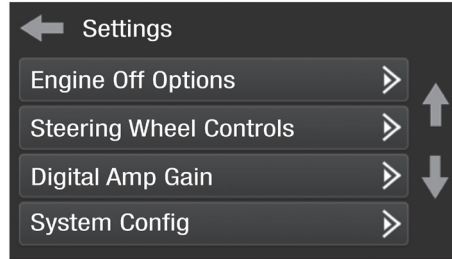 Settings
Engine Off Options
Steering Wheel Controls
Digital Amp Gain
System Config